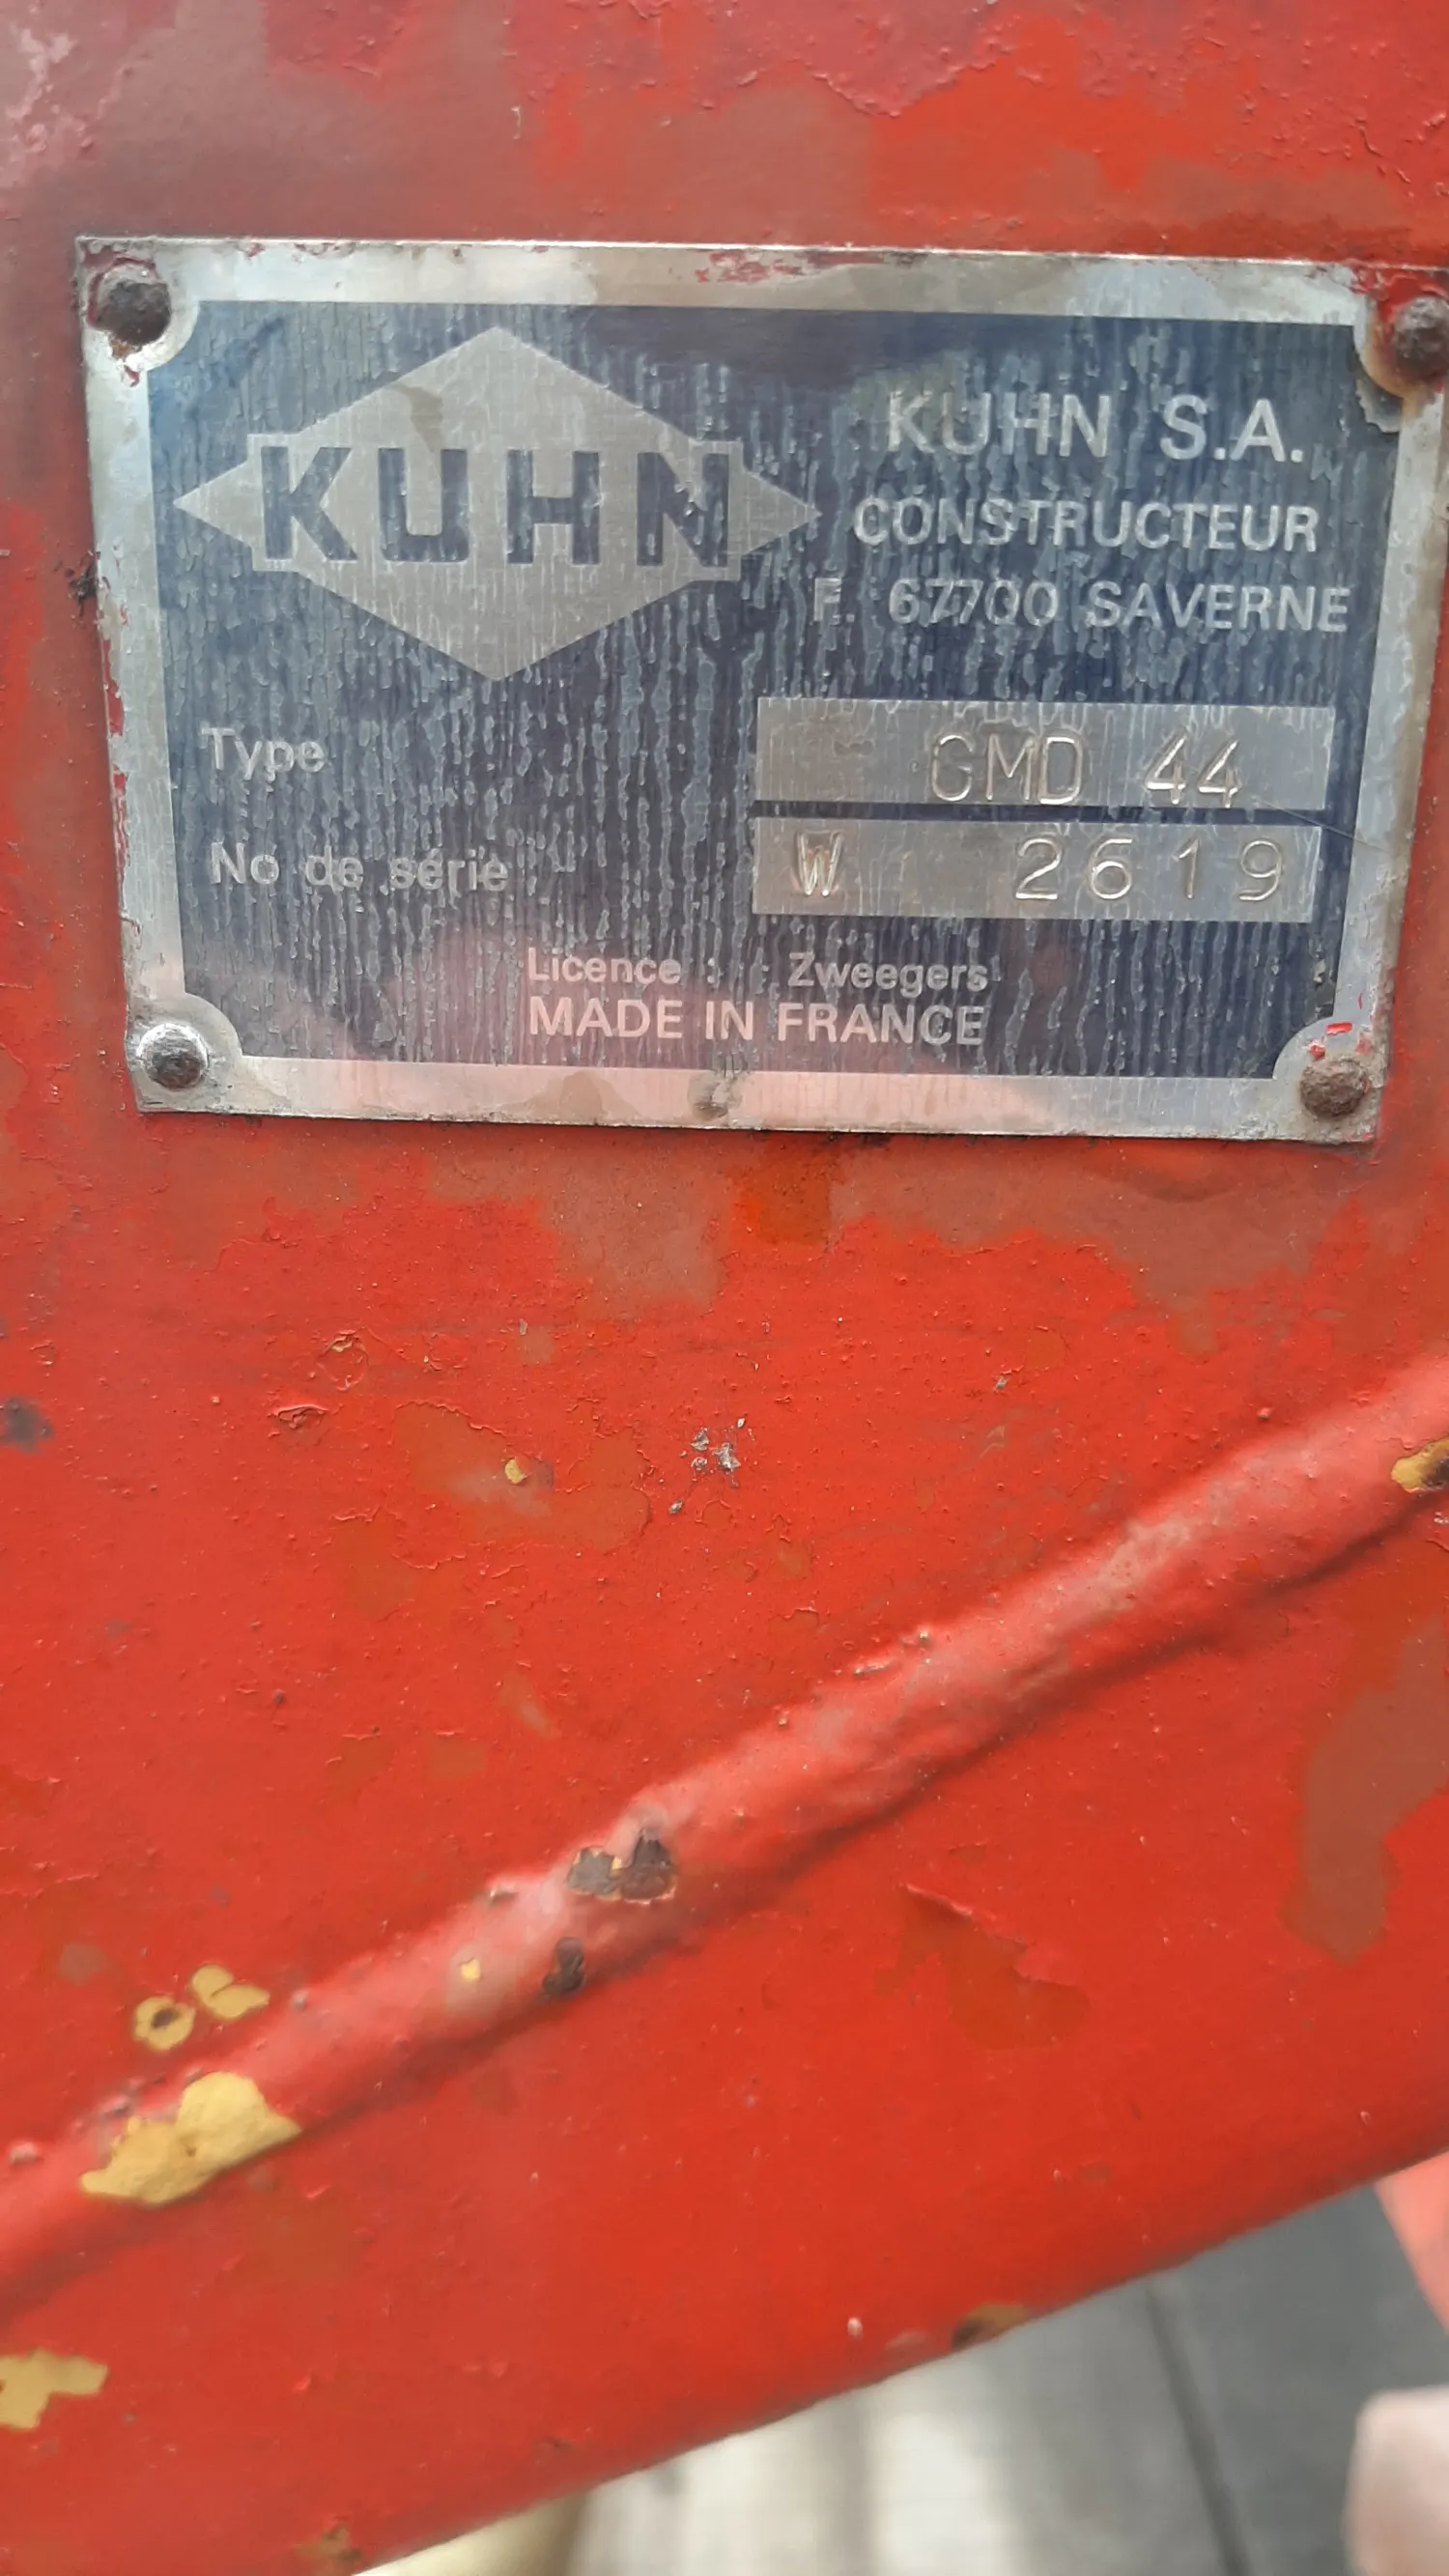 KUHN
KUHN S.A.
CONSTRUCTEUR
F. 67700 SAVERNE
Type GMD 44
No de série W 2619
Licence : Zweegers
MADE IN FRANCE